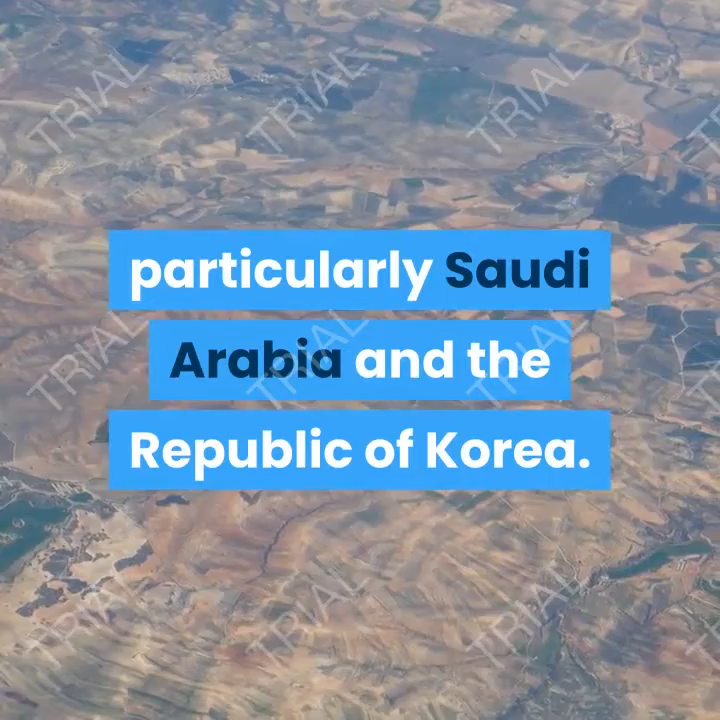 TRIAL TRIAL TRIAL
particularly Saudi
Arabia and the
Republic of Korea.
TRIAL TRIAL TRIAL
TRIAL TRIAL TRIAL